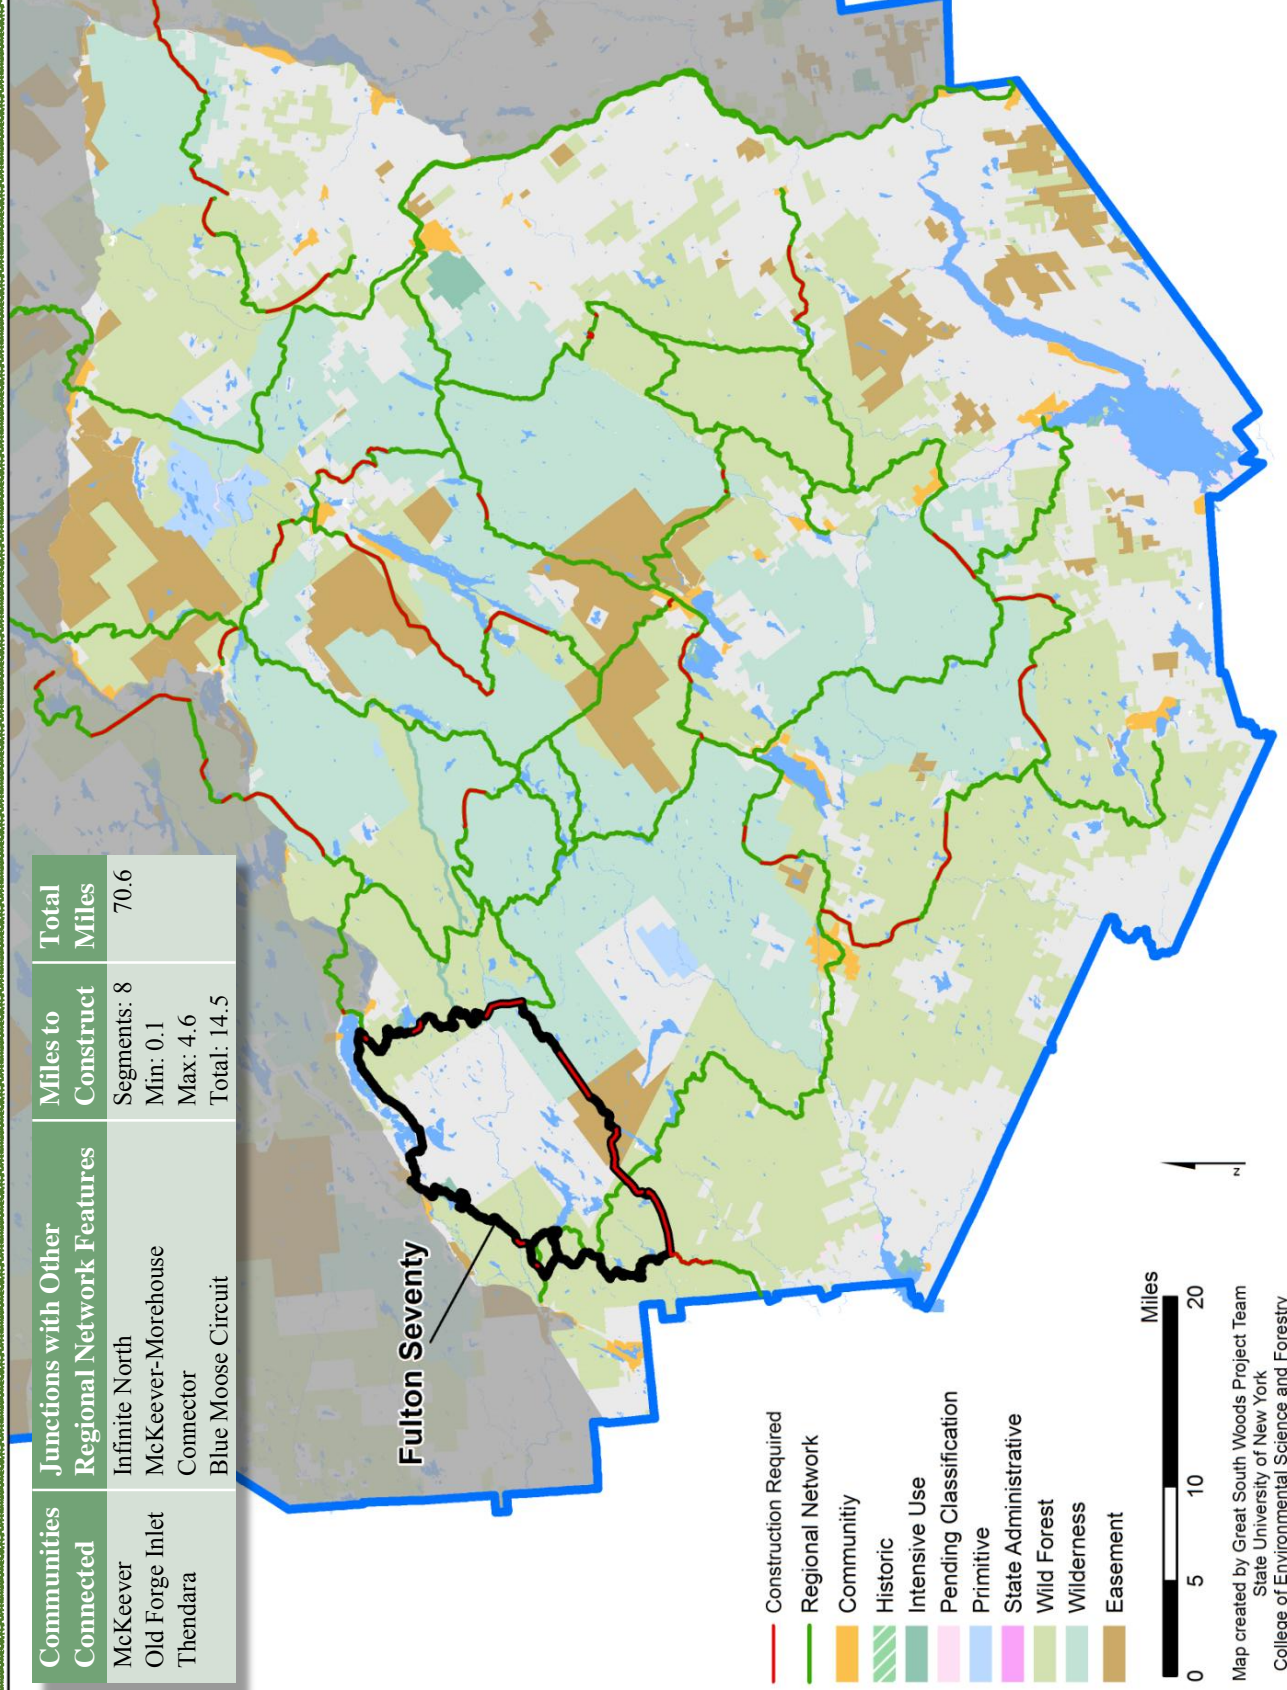 Communities Connected
Junctions with Other Regional Network Features
Miles to Construct
Total Miles
McKeever
Old Forge Inlet
Thendara
Infinite North
McKeever-Morehouse
Connector
Blue Moose Circuit
Segments: 8
Min: 0.1
Max: 4.6
Total: 14.5
70.6
Fulton Seventy
Construction Required
Regional Network
Communitiy
Historic
Intensive Use
Pending Classification
Primitive
State Administrative
Wild Forest
Wilderness
Easement
Miles
0 5 10 20
N
Map created by Great South Woods Project Team
State University of New York
College of Environmental Science and Forestry